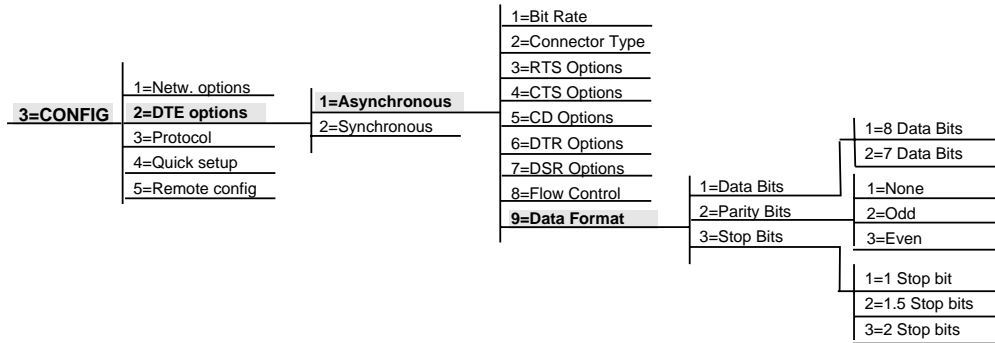 3=CONFIG
1=Netw. options
2=DTE options
3=Protocol
4=Quick setup
5=Remote config
1=Asynchronous
2=Synchronous
1=Bit Rate
2=Connector Type
3=RTS Options
4=CTS Options
5=CD Options
6=DTR Options
7=DSR Options
8=Flow Control
9=Data Format
1=Data Bits
2=Parity Bits
3=Stop Bits
1=8 Data Bits
2=7 Data Bits
1=None
2=Odd
3=Even
1=1 Stop bit
2=1.5 Stop bits
3=2 Stop bits